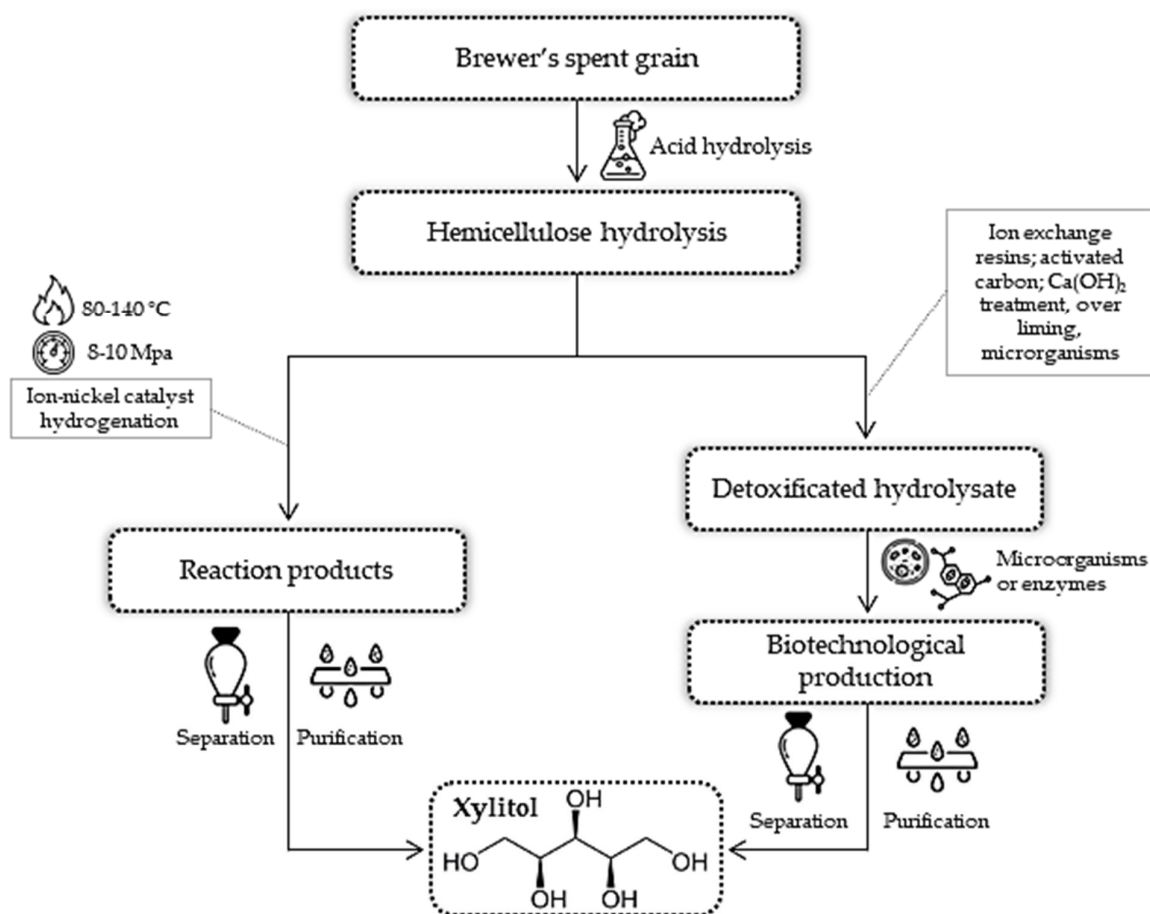 Brewer's spent grain
Acid hydrolysis
Hemicellulose hydrolysis
Ion exchange
resins; activated
carbon; Ca(OH)₂
treatment, over
liming,
microrganisms
80-140 °C
8-10 Mpa
Ion-nickel catalyst
hydrogenation
Detoxificated hydrolysate
Microorganisms
or enzymes
Reaction products
Biotechnological
production
Separation
Purification
Separation
Purification
Xylitol
OH
HO
OH
OH
OH